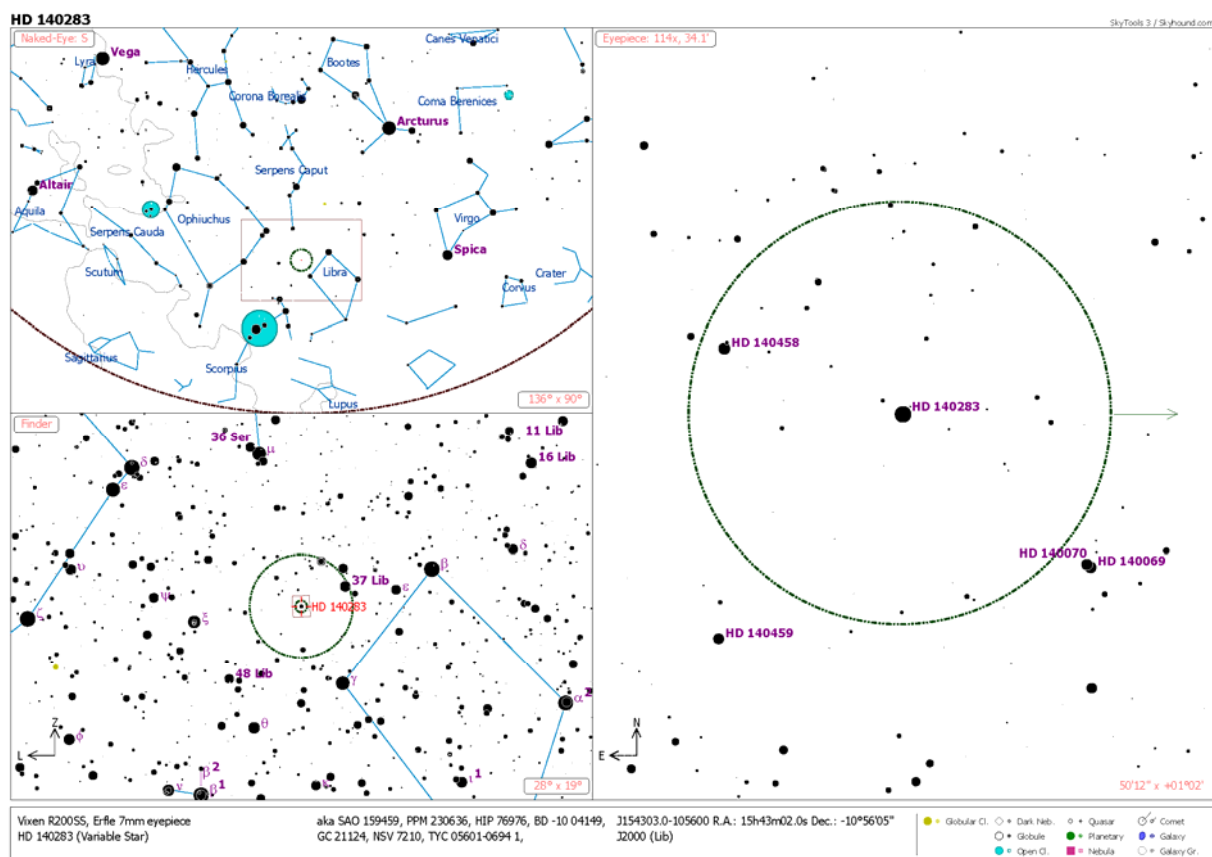 HD 140283
SkyTools 3 / Skyhound.com
Naked-Eye: S
Vega
Lyra
Hercules
Bootes
Canes Venatici
Corona Borealis
Coma Berenices
Arcturus
Serpens Caput
Altair
Aquila
Ophiuchus
Virgo
Serpens Cauda
Spica
Scutum
Libra
Crater
Corvus
Sagittarius
Scorpius
Lupus
136° x 90°
Eyepiece: 114x, 34.1'
HD 140458
HD 140283
HD 140070
HD 140069
HD 140459
N
E
50'12" x +01°02'
Finder
36 Ser
μ
11 Lib
16 Lib
δ
ε
δ
υ
37 Lib
β
ε
ψ
HD 140283
ζ
ξ
48 Lib
γ
α
θ
Z
L
φ
β2
β1
ν
ι1
28° x 19°
Vixen R200SS, Erfle 7mm eyepiece
HD 140283 (Variable Star)
aka SAO 159459, PPM 230636, HIP 76976, BD -10 04149,
GC 21124, NSV 7210, TYC 05601-0694 1,
J154303.0-105600 R.A.: 15h43m02.0s Dec.: -10°56'05"
J2000 (Lib)
Globular Cl.
Dark Neb.
Quasar
Comet
Globule
Planetary
Galaxy
Open Cl.
Nebula
Galaxy Gr.